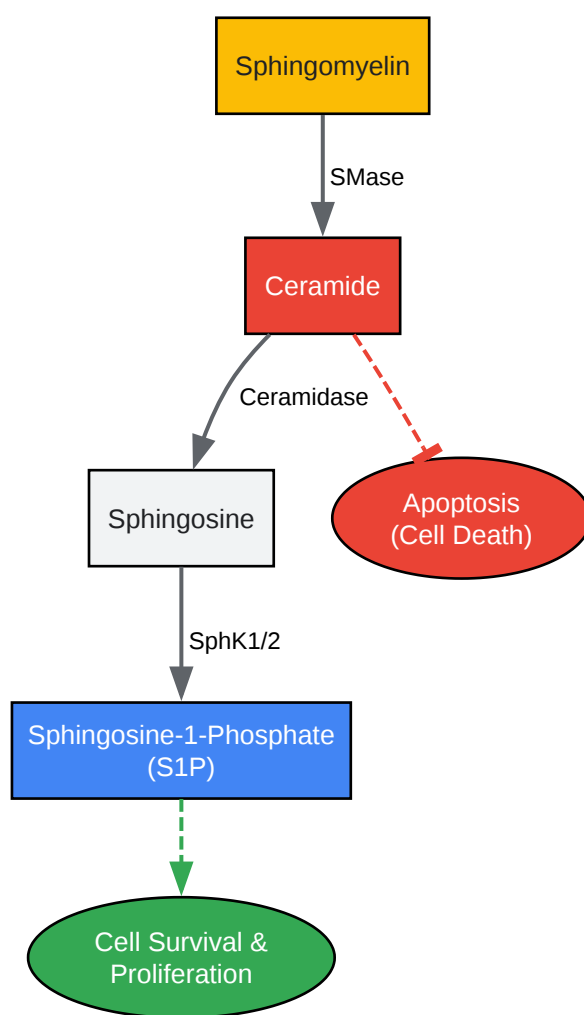 Sphingomyelin
SMase
Ceramide
Ceramidase
Sphingosine
Apoptosis
(Cell Death)
SphK1/2
Sphingosine-1-Phosphate
(S1P)
Cell Survival &
Proliferation